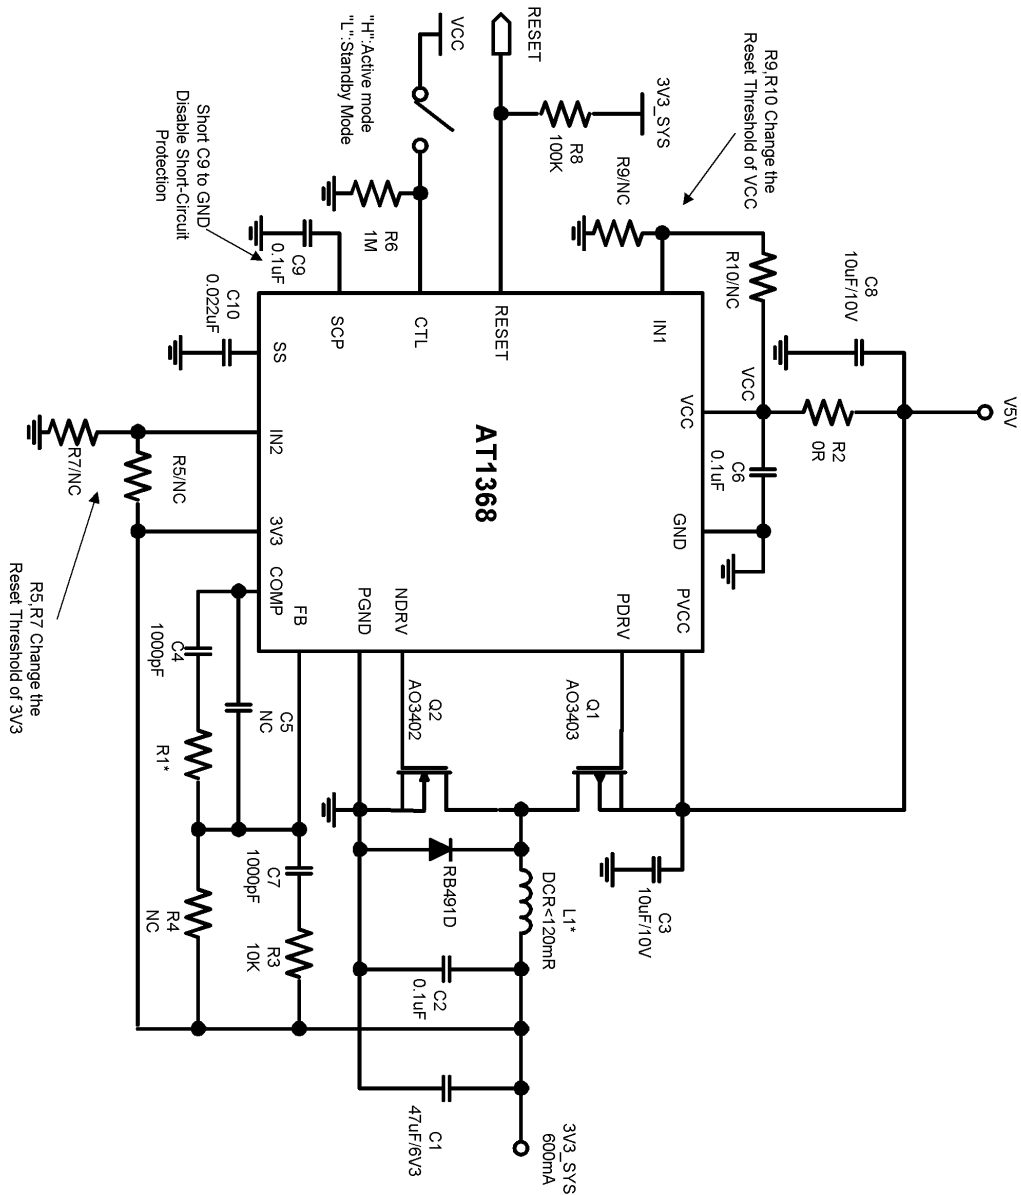 V5V
C8
10uF/10V
R9,R10 Change the
Reset Threshold of VCC
R10/NC
VCC
R2
0R
C6
0.1uF
3V3_SYS
R9/NC
R8
100K
RESET
VCC
"H":Active mode
"L":Standby Mode
R6
1M
Short C9 to GND
Disable Short-Circuit
Protection
C9
0.1uF
C10
0.022uF
IN1
RESET
CTL
SCP
SS
IN2
3V3
COMP
FB
PGND
NDRV
PDRV
PVCC
GND
VCC
AT1368
R7/NC
R5/NC
R5,R7 Change the
Reset Threshold of 3V3
C4
1000pF
R1*
C5
NC
R4
NC
C7
1000pF
R3
10K
Q2
AO3402
Q1
AO3403
RB491D
L1*
DCR<120mR
C3
10uF/10V
C2
0.1uF
C1
47uF/6V3
3V3_SYS
600mA